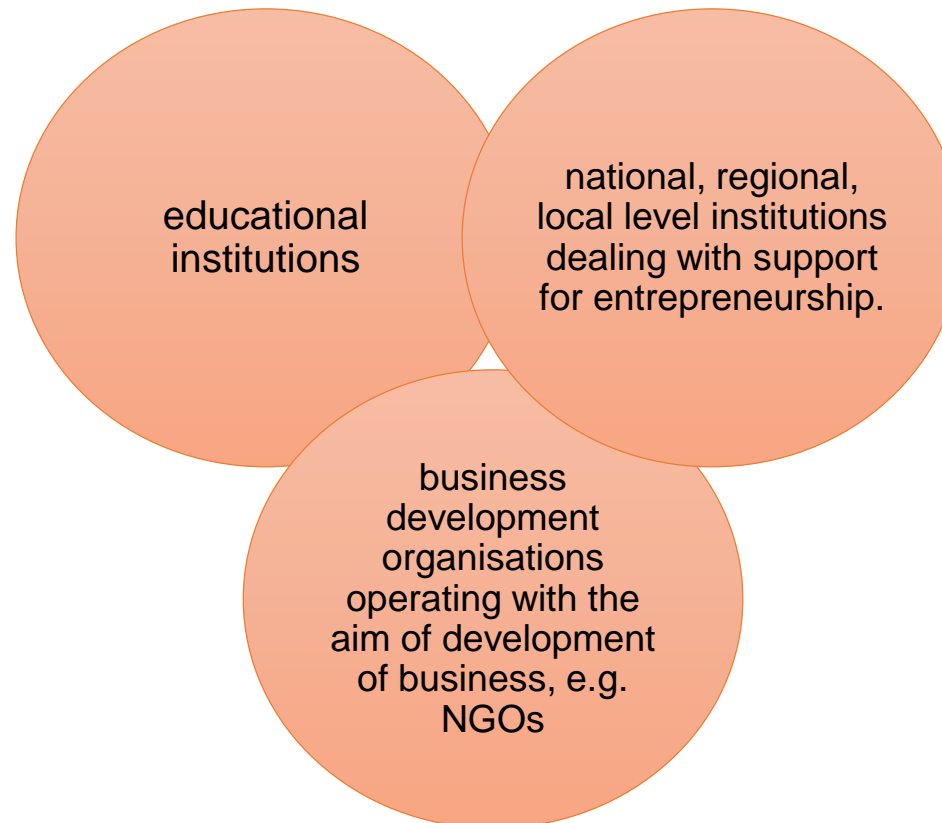 educational
institutions
national, regional,
local level institutions
dealing with support
for entrepreneurship.
business
development
organisations
operating with the
aim of development
of business, e.g.
NGOs